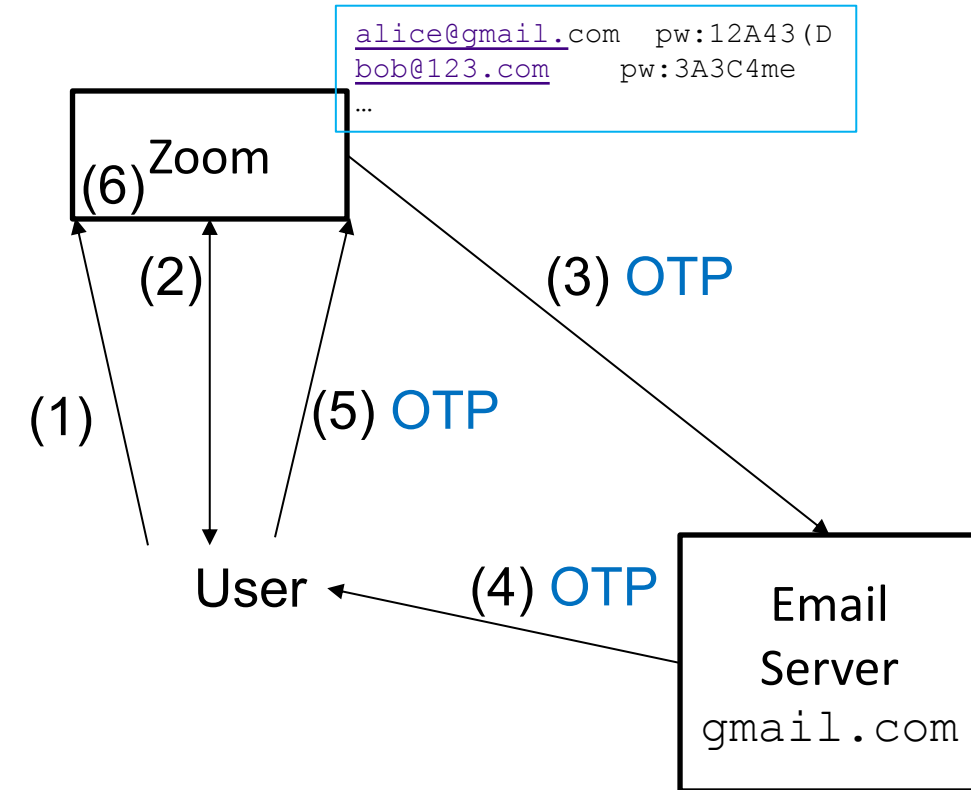 alice@gmail.com pw:12A43(D
bob@123.com pw:3A3C4me
…
Zoom
(6)
(2)
(3) OTP
(1)
(5) OTP
User
(4) OTP
Email
Server
gmail.com